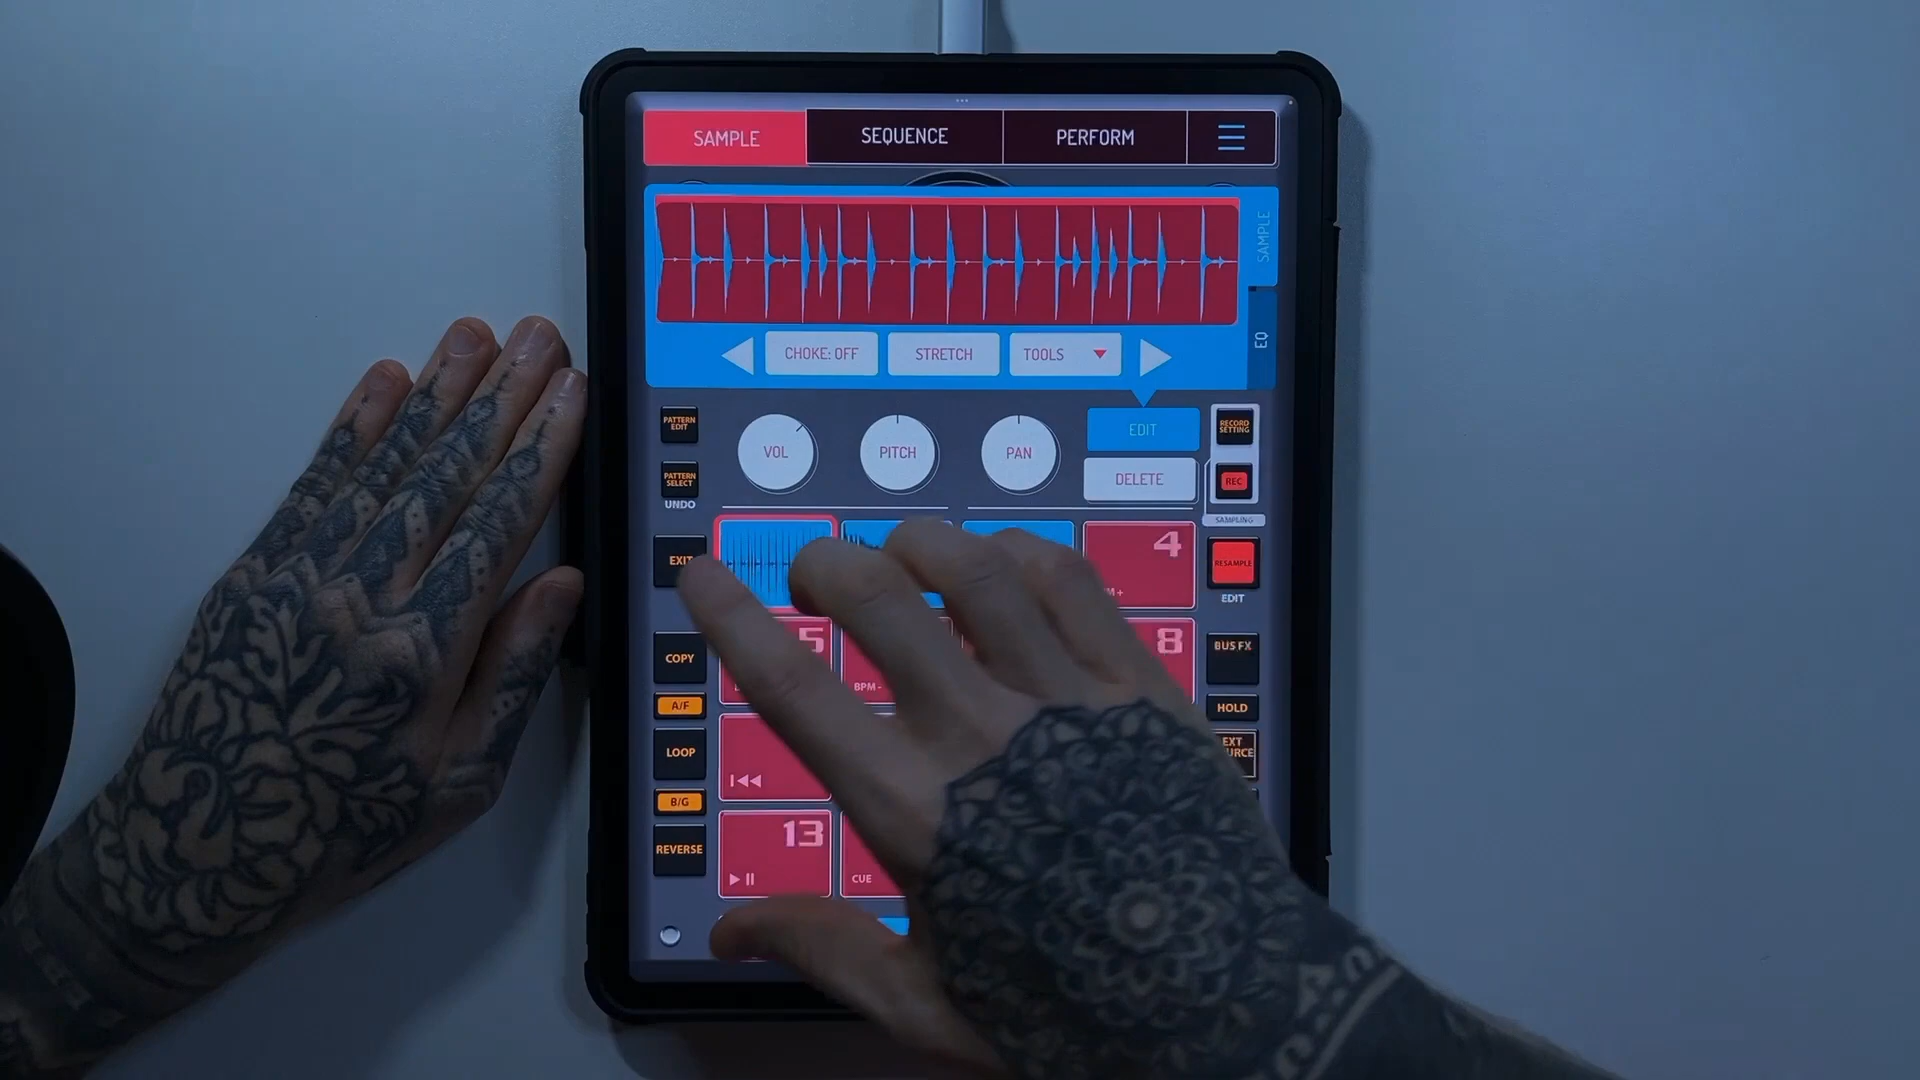 SAMPLE SEQUENCE PERFORM
SAMPLE
EQ
CHOKE: OFF STRETCH TOOLS
PATTERN EDIT
VOL PITCH PAN EDIT
RECORD SETTING
PATTERN SELECT
UNDO
DELETE
REC
SAMPLING
EXIT
4
RESAMPLE
EDIT
COPY
5
8
BPM -
BUS FX
A/F
HOLD
LOOP
EXT
B/G
13
REVERSE
CUE